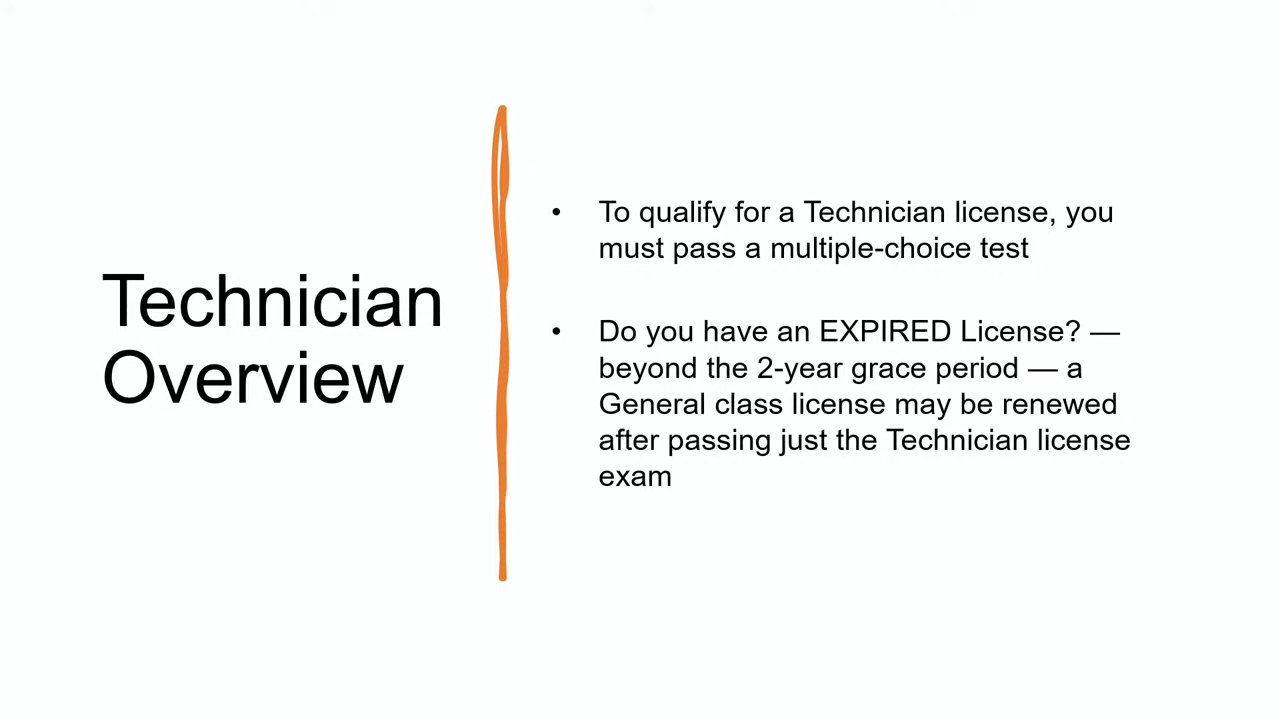 Technician
Overview
• To qualify for a Technician license, you
must pass a multiple-choice test
• Do you have an EXPIRED License? —
beyond the 2-year grace period — a
General class license may be renewed
after passing just the Technician license
exam